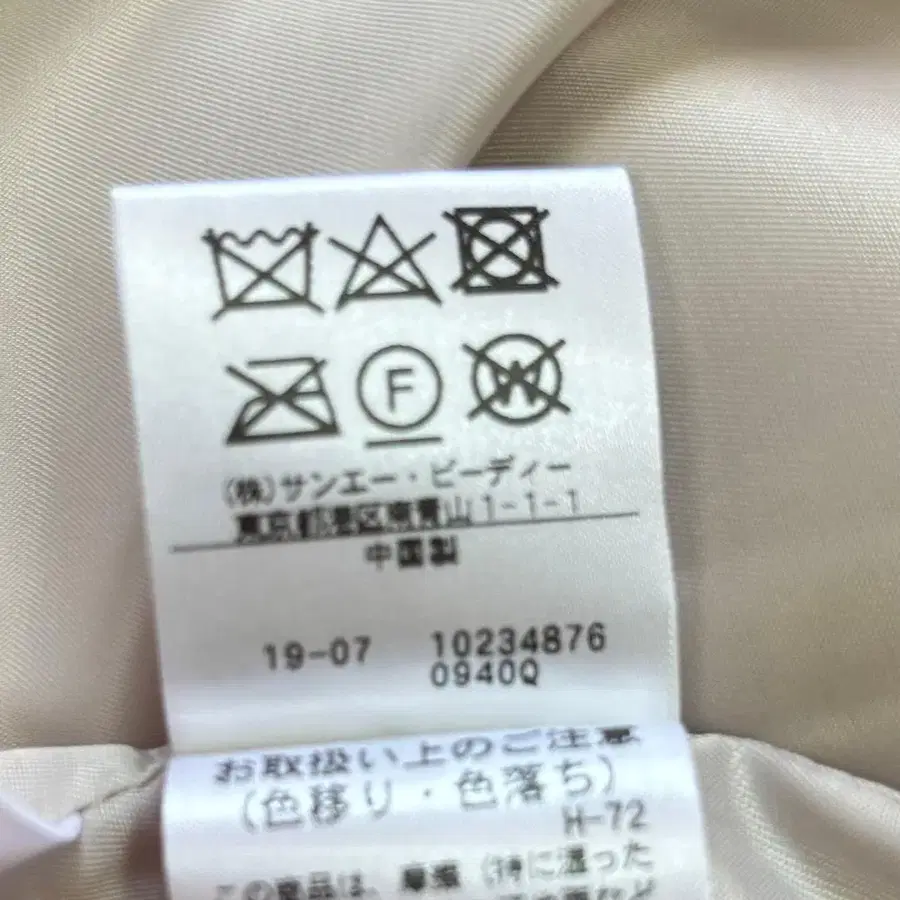 F
W
(株)サンエー・ビーディー
東京都港区南青山1-1-1
中国製
19-07 10234876
0940Q
お取扱い上のご注意
(色移り・色落ち)
H-72
この商品は、摩擦(特に湿った